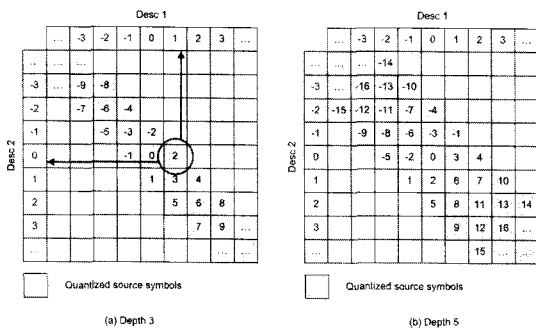 Desc 1
Desc 1
... -3 -2 -1 0 1 2 3 ...
.. ... ...
-3 ... -9 -8
-2 -7 -6 -4
-1 -5 -3 -2
0 -1 0 2
1 1 3 4
2 5 6 8
3 7 9 ...
... ... ...
Desc 2
... -3 -2 -1 0 1 2 3 ...
... -14
-3 ... -16 -13 -10
-2 -15 -12 -11 -7 -4
-1 -9 -8 -6 -3 -1
0 -5 -2 0 3 4
1 1 2 6 7 10
2 5 8 11 13 14
3 9 12 16 ...
... 15 ...
Desc 2
Quantized source symbols
Quantized source symbols
(a) Depth 3
(b) Depth 5